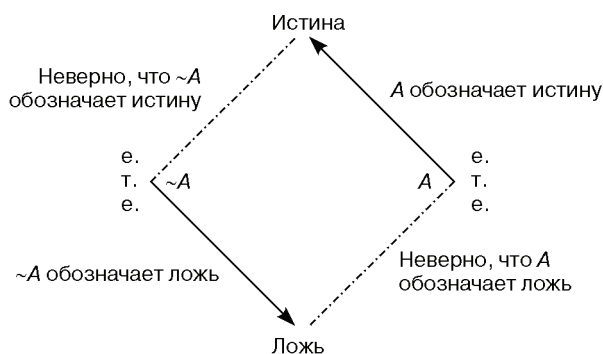 Истина
Неверно, что ~A
обозначает истину
A обозначает истину
е.
т.
е.
~A
A
е.
т.
е.
~A обозначает ложь
Неверно, что A
обозначает ложь
Ложь